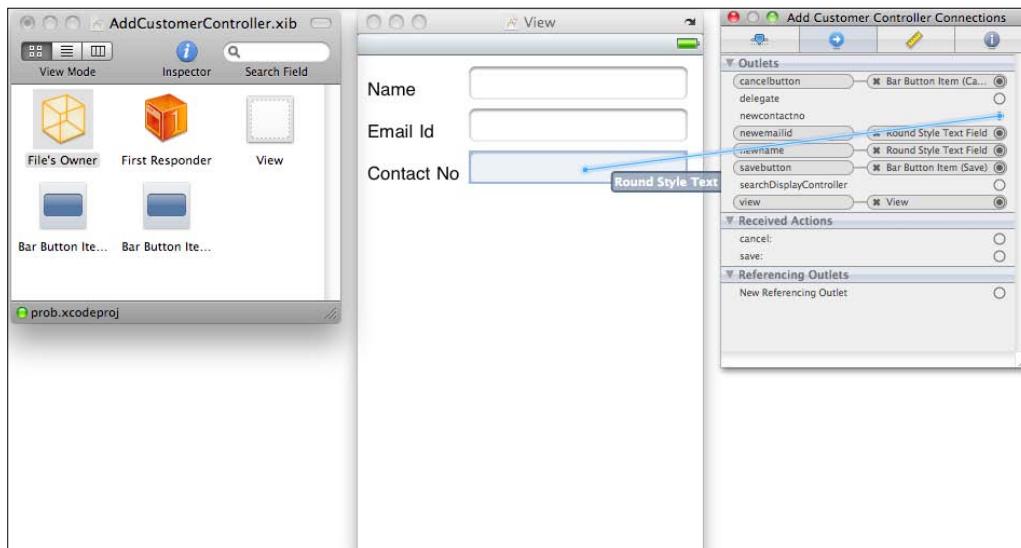 AddCustomerController.xib
View Mode
Inspector
Search Field
File's Owner
First Responder
View
Bar Button Ite...
Bar Button Ite...
prob.xcodeproj
View
Name
Email Id
Contact No
Round Style Text
Add Customer Controller Connections
Outlets
cancelbutton
Bar Button Item (Ca...
delegate
newcontactno
newemailid
Round Style Text Field
newname
Round Style Text Field
savebutton
Bar Button Item (Save)
searchDisplayController
view
View
Received Actions
cancel:
save:
Referencing Outlets
New Referencing Outlet